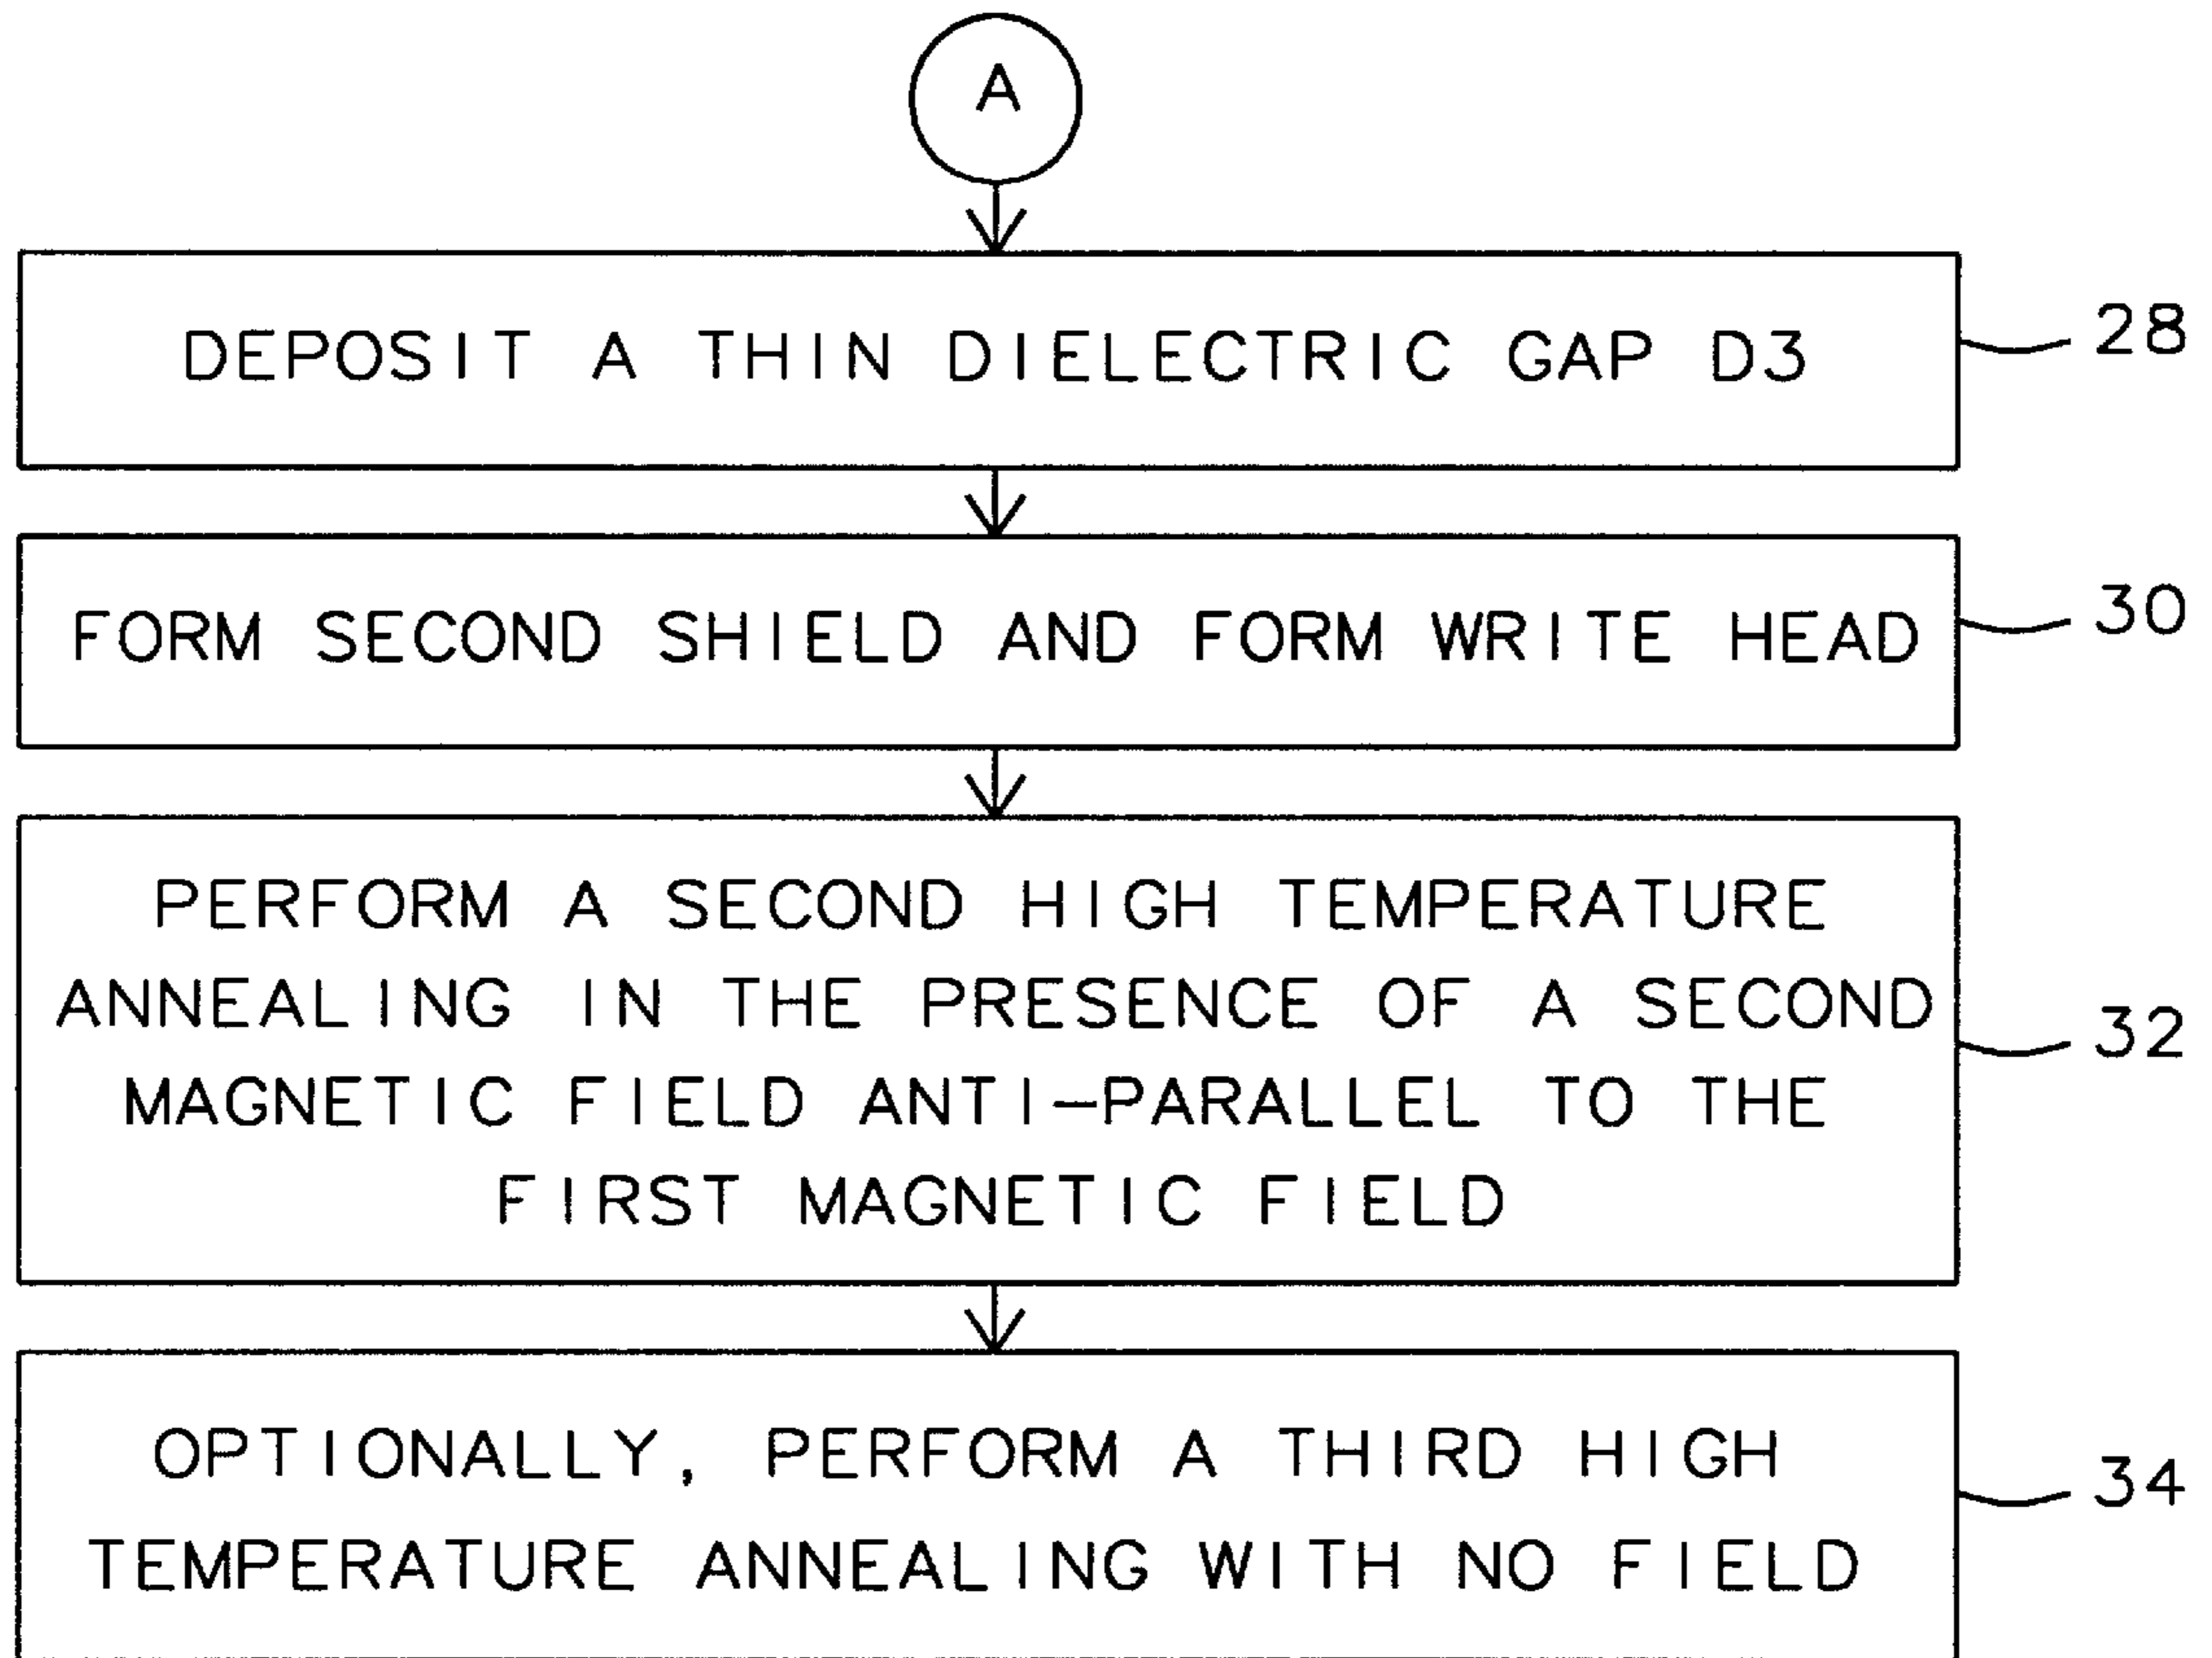 A
DEPOSIT A THIN DIELECTRIC GAP D3
28
FORM SECOND SHIELD AND FORM WRITE HEAD
30
PERFORM A SECOND HIGH TEMPERATURE
ANNEALING IN THE PRESENCE OF A SECOND
MAGNETIC FIELD ANTI-PARALLEL TO THE
FIRST MAGNETIC FIELD
32
OPTIONALLY, PERFORM A THIRD HIGH
TEMPERATURE ANNEALING WITH NO FIELD
34